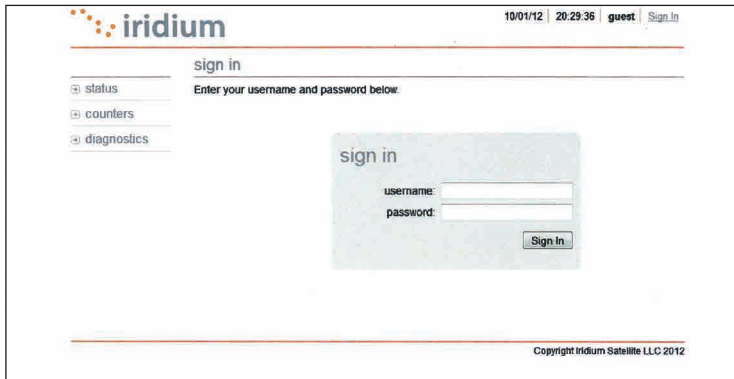 iridium
10/01/12 20:29:36 guest Sign In
sign in
status
counters
diagnostics
Enter your username and password below.
sign in
username:
password:
Sign In
Copyright Iridium Satellite LLC 2012